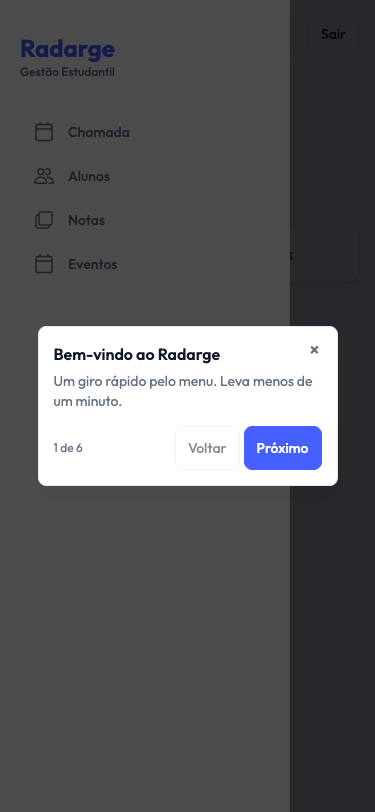 Radarge
Gestão Estudantil
Sair
Chamada
Alunos
Notas
Eventos
Bem-vindo ao Radarge
×
Um giro rápido pelo menu. Leva menos de
um minuto.
1 de 6
Voltar
Próximo